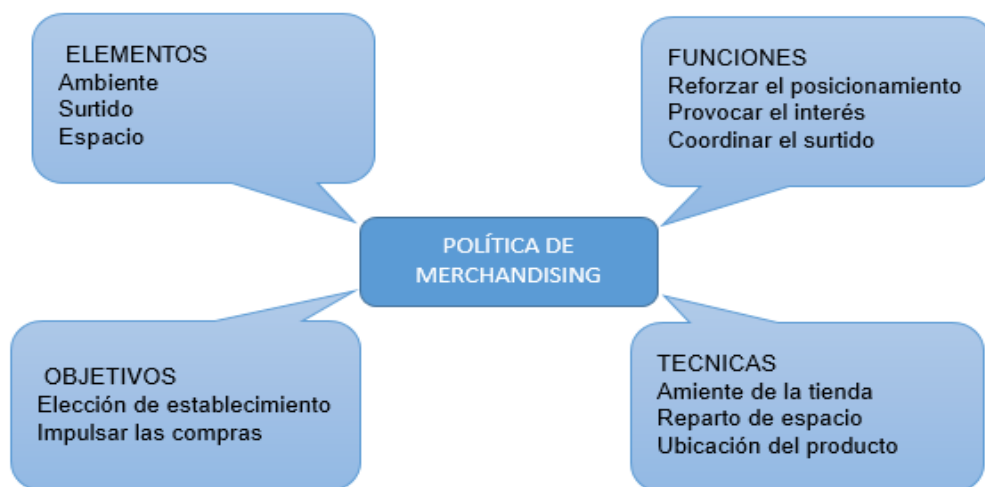 ELEMENTOS
Ambiente
Surtido
Espacio
FUNCIONES
Reforzar el posicionamiento
Provocar el interés
Coordinar el surtido
POLÍTICA DE
MERCHANDISING
OBJETIVOS
Elección de establecimiento
Impulsar las compras
TECNICAS
Amiente de la tienda
Reparto de espacio
Ubicación del producto